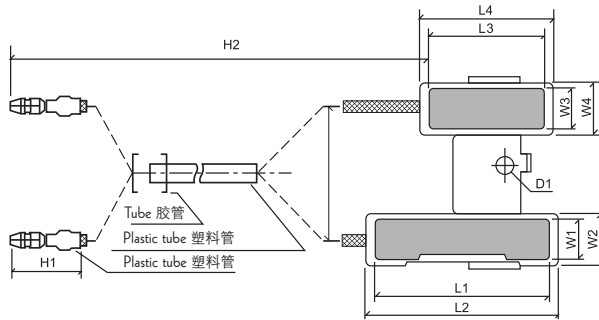 L4
L3
H2
W3
W4
D1
Tube 胶管
Plastic tube 塑料管
Plastic tube 塑料管
H1
W1
W2
L1
L2